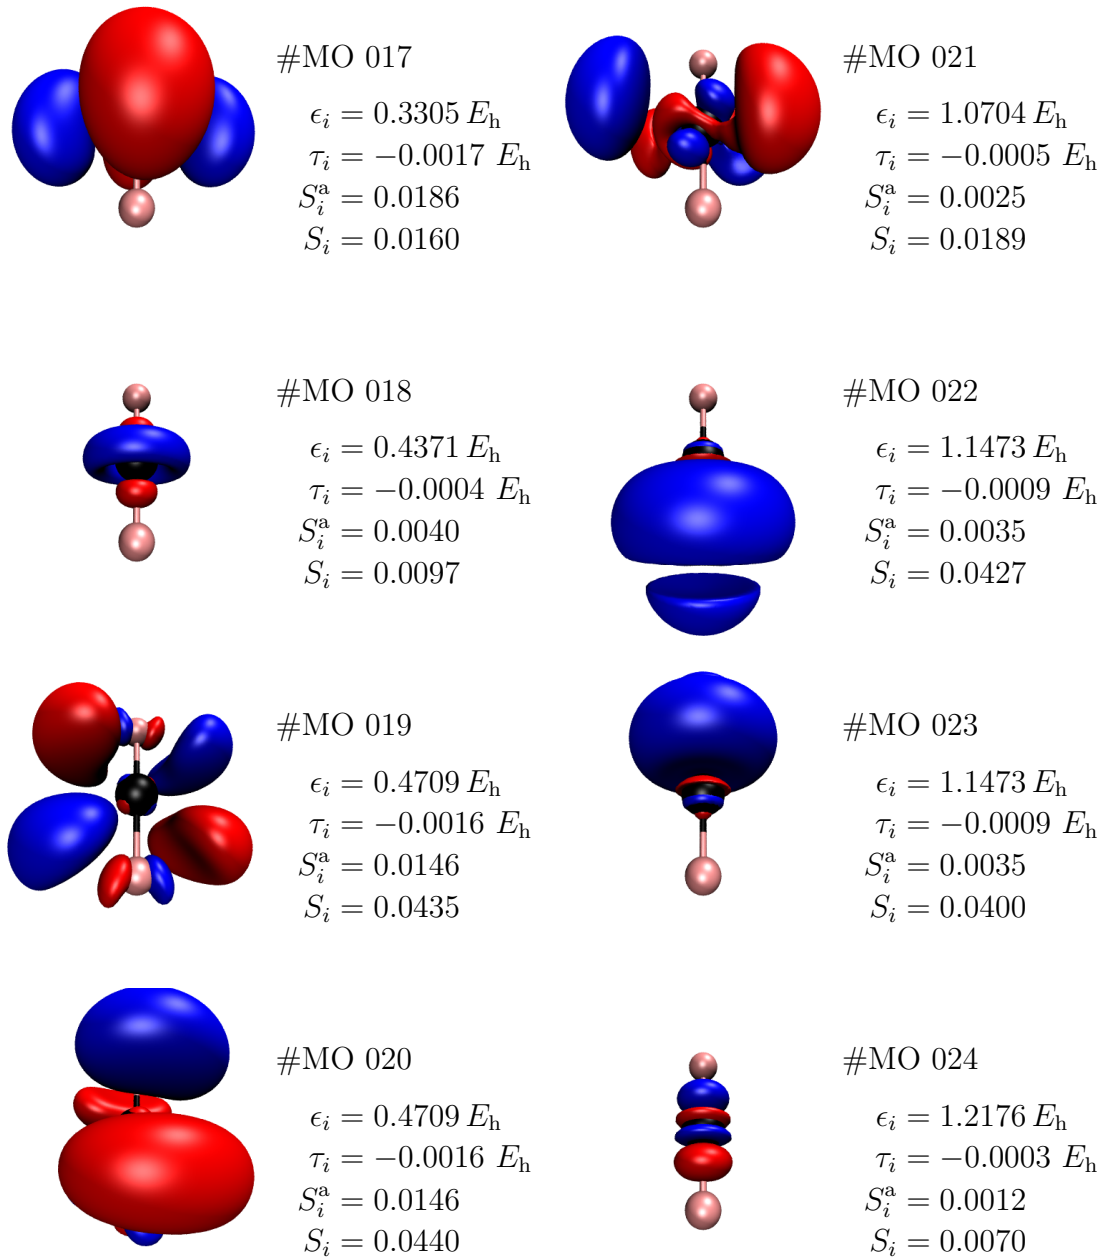 #MO 017
ϵᵢ = 0.3305 Eₕ
τᵢ = −0.0017 Eₕ
Sᵢᵃ = 0.0186
Sᵢ = 0.0160
#MO 018
ϵᵢ = 0.4371 Eₕ
τᵢ = −0.0004 Eₕ
Sᵢᵃ = 0.0040
Sᵢ = 0.0097
#MO 019
ϵᵢ = 0.4709 Eₕ
τᵢ = −0.0016 Eₕ
Sᵢᵃ = 0.0146
Sᵢ = 0.0435
#MO 020
ϵᵢ = 0.4709 Eₕ
τᵢ = −0.0016 Eₕ
Sᵢᵃ = 0.0146
Sᵢ = 0.0440
#MO 021
ϵᵢ = 1.0704 Eₕ
τᵢ = −0.0005 Eₕ
Sᵢᵃ = 0.0025
Sᵢ = 0.0189
#MO 022
ϵᵢ = 1.1473 Eₕ
τᵢ = −0.0009 Eₕ
Sᵢᵃ = 0.0035
Sᵢ = 0.0427
#MO 023
ϵᵢ = 1.1473 Eₕ
τᵢ = −0.0009 Eₕ
Sᵢᵃ = 0.0035
Sᵢ = 0.0400
#MO 024
ϵᵢ = 1.2176 Eₕ
τᵢ = −0.0003 Eₕ
Sᵢᵃ = 0.0012
Sᵢ = 0.0070